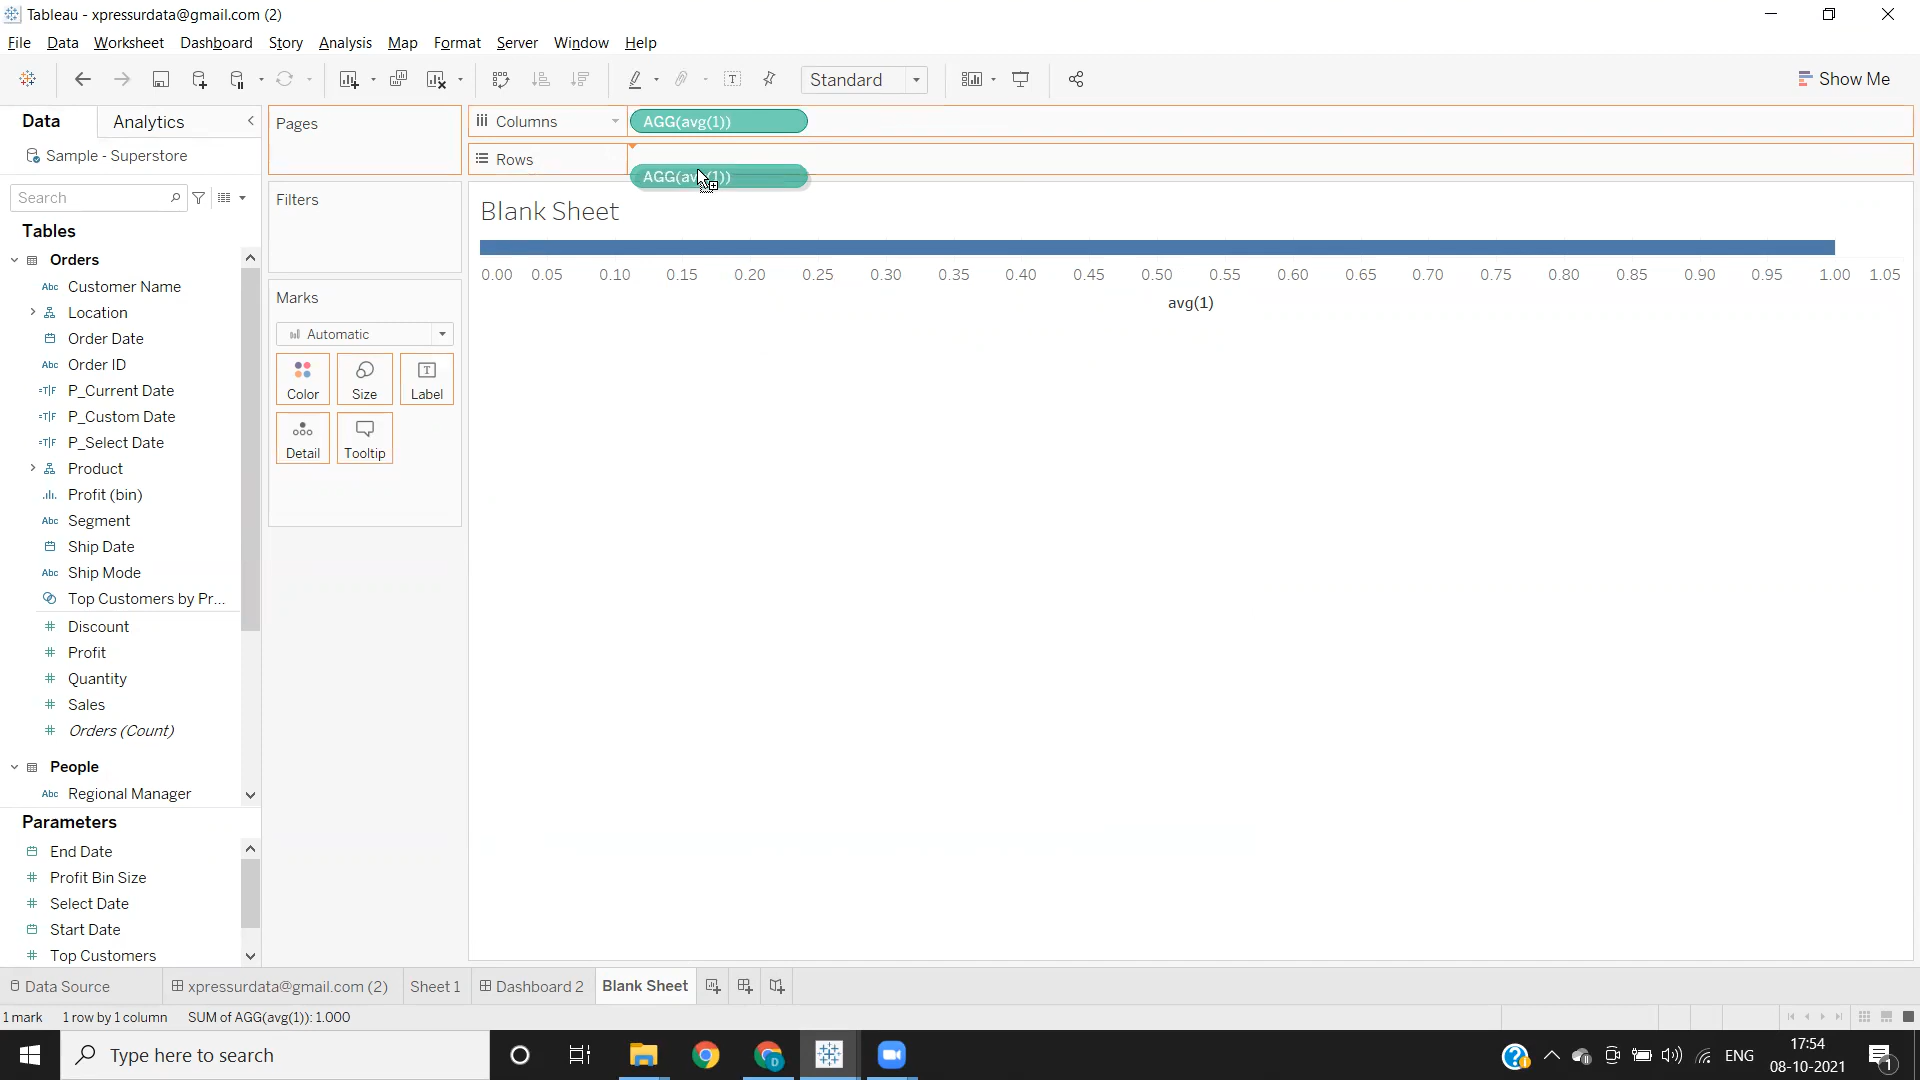 Tableau - xpressurdata@gmail.com (2)
File Data Worksheet Dashboard Story Analysis Map Format Server Window Help
Standard
Show Me
Data Analytics
Sample - Superstore
Search
Tables
Orders
Abc Customer Name
Location
Order Date
Abc Order ID
=T|F P_Current Date
=T|F P_Custom Date
=T|F P_Select Date
Product
Profit (bin)
Abc Segment
Ship Date
Abc Ship Mode
Top Customers by Pr...
# Discount
# Profit
# Quantity
# Sales
# Orders (Count)
People
Abc Regional Manager
Parameters
End Date
# Profit Bin Size
# Select Date
Start Date
# Top Customers
Pages
Filters
Marks
Automatic
Color Size Label
Detail Tooltip
Columns AGG(avg(1))
Rows
Blank Sheet
0.00 0.05 0.10 0.15 0.20 0.25 0.30 0.35 0.40 0.45 0.50 0.55 0.60 0.65 0.70 0.75 0.80 0.85 0.90 0.95 1.00 1.05
avg(1)
Data Source xpressurdata@gmail.com (2) Sheet 1 Dashboard 2 Blank Sheet
1 mark 1 row by 1 column SUM of AGG(avg(1)): 1.000
Type here to search
ENG
17:54
08-10-2021
1